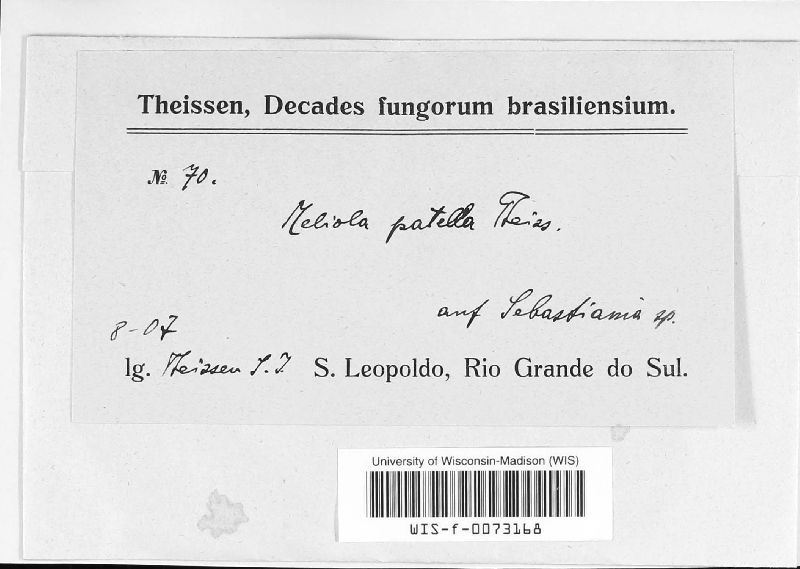 Theissen, Decades fungorum brasiliensium.
№ 70.
Meliola patella Theiss.
auf Sebastiania sp.
8-07
lg. Theissen S.J. S. Leopoldo, Rio Grande do Sul.
University of Wisconsin-Madison (WIS)
WIS-f-0073168